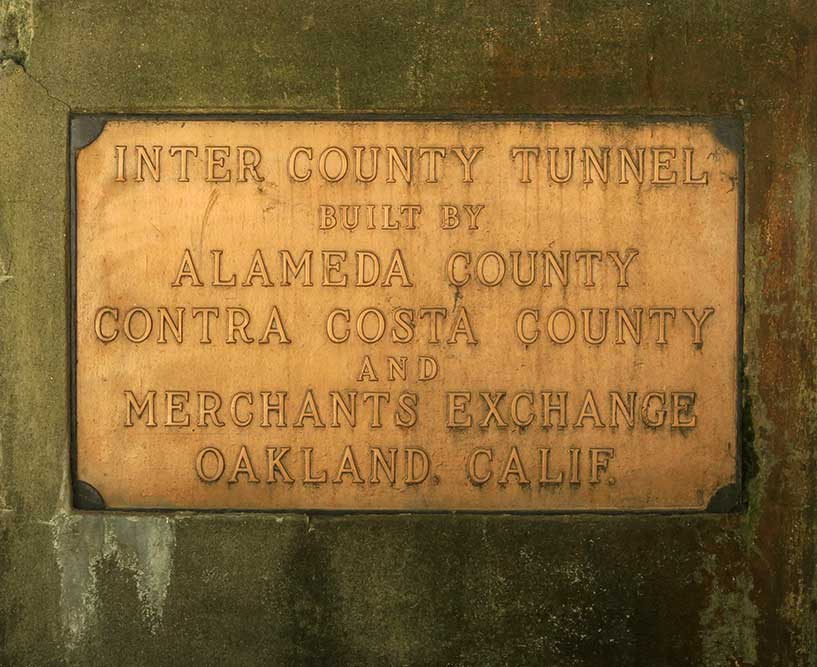 INTER COUNTY TUNNEL
BUILT BY
ALAMEDA COUNTY
CONTRA COSTA COUNTY
AND
MERCHANTS EXCHANGE
OAKLAND, CALIF.